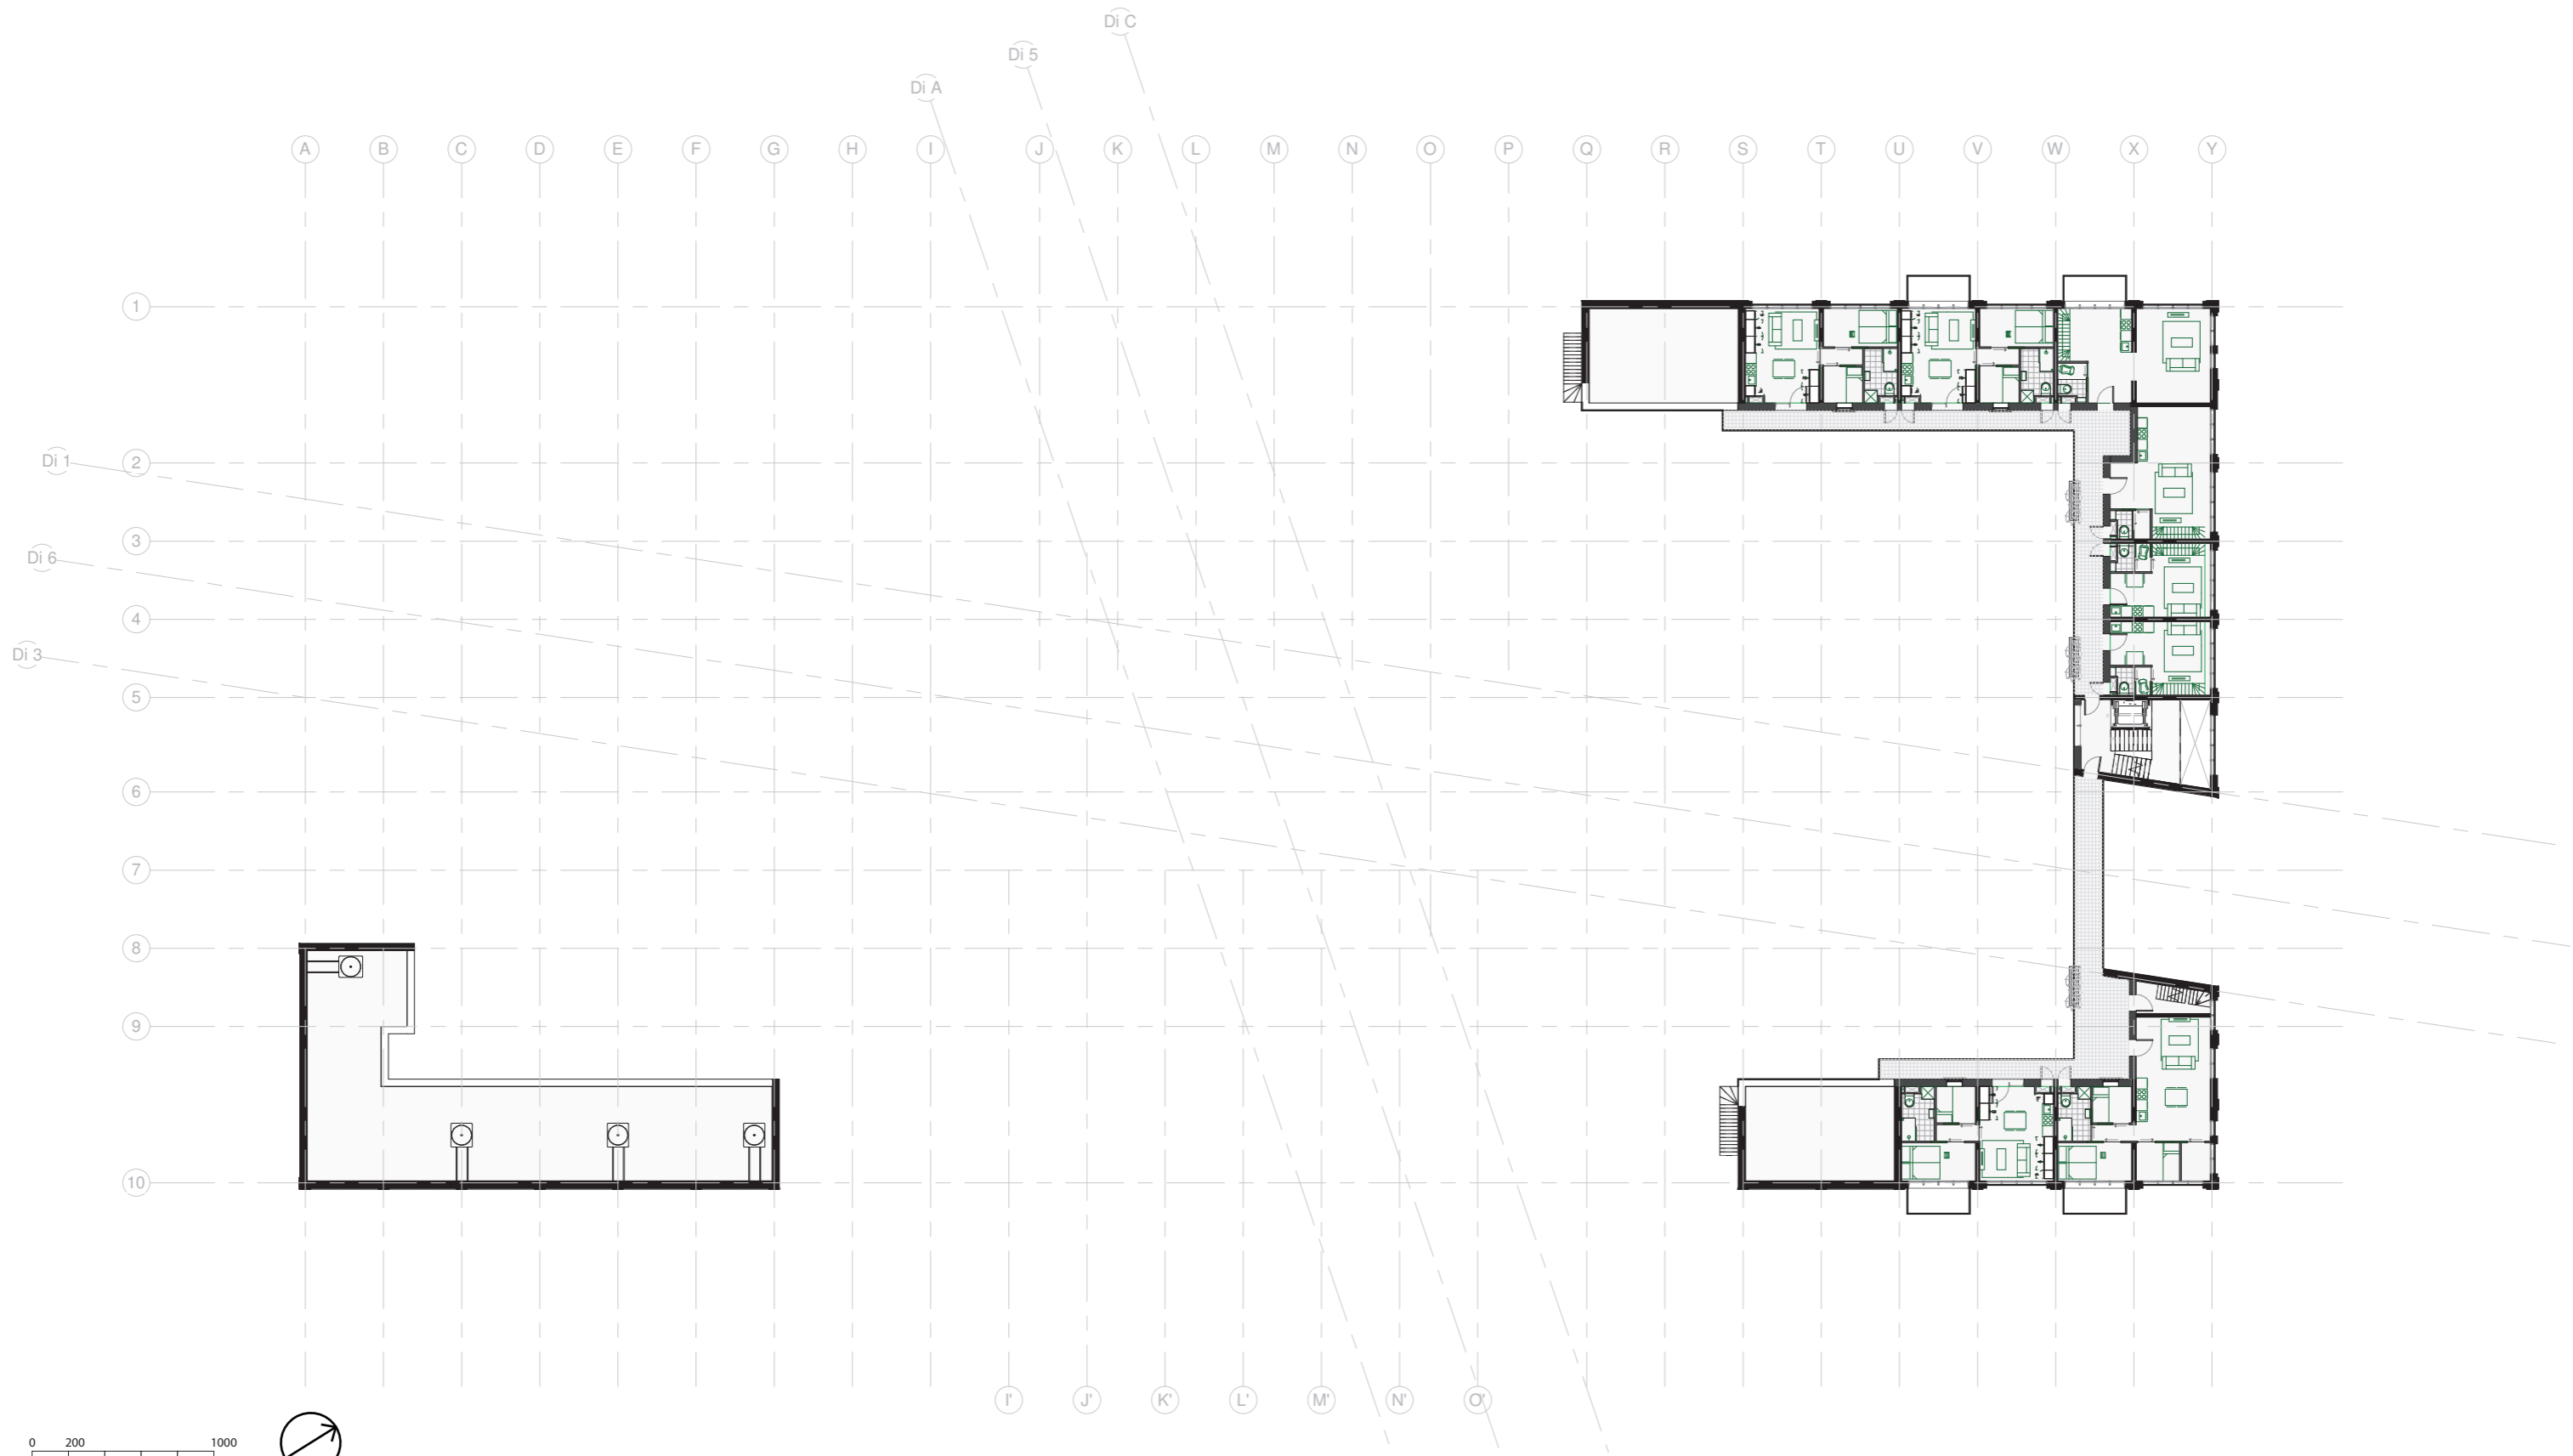 Di C
Di 5
Di A
A B C D E F G H I J K L M N O P Q R S T U V W X Y
1
Di 1
2
3
Di 6
4
Di 3
5
6
7
8
9
10
I' J' K' L' M' N' O'
0 200 1000